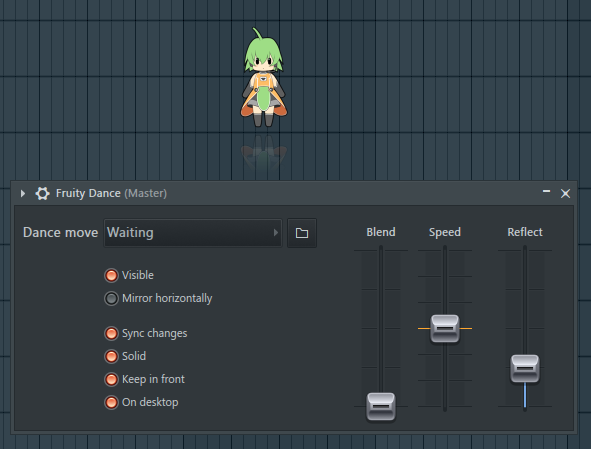 Fruity Dance (Master)
Dance move Waiting
Blend Speed Reflect
Visible
Mirror horizontally
Sync changes
Solid
Keep in front
On desktop